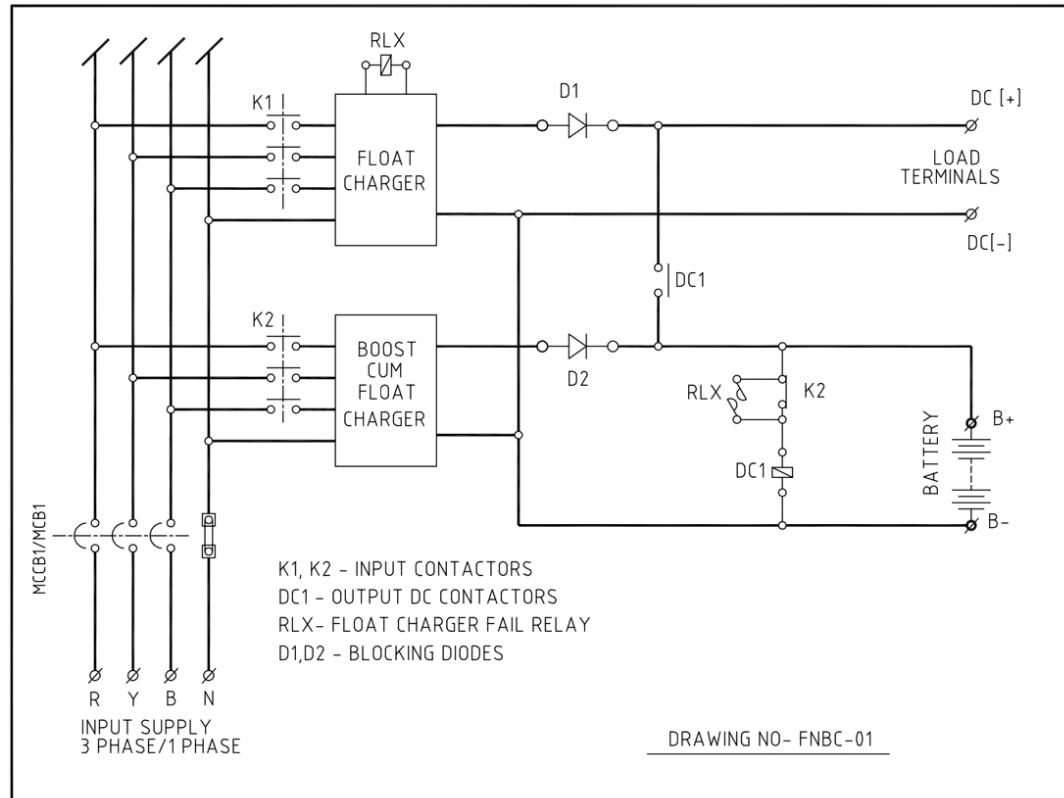 RLX
K1
D1
DC [+]
FLOAT
CHARGER
LOAD
TERMINALS
DC[-]
DC1
K2
BOOST
CUM
FLOAT
CHARGER
D2
RLX
K2
DC1
BATTERY
B+
B-
MCCB1/MCB1
K1, K2 - INPUT CONTACTORS
DC1 - OUTPUT DC CONTACTORS
RLX- FLOAT CHARGER FAIL RELAY
D1,D2 - BLOCKING DIODES
R Y B N
INPUT SUPPLY
3 PHASE/1 PHASE
DRAWING NO- FNBC-01